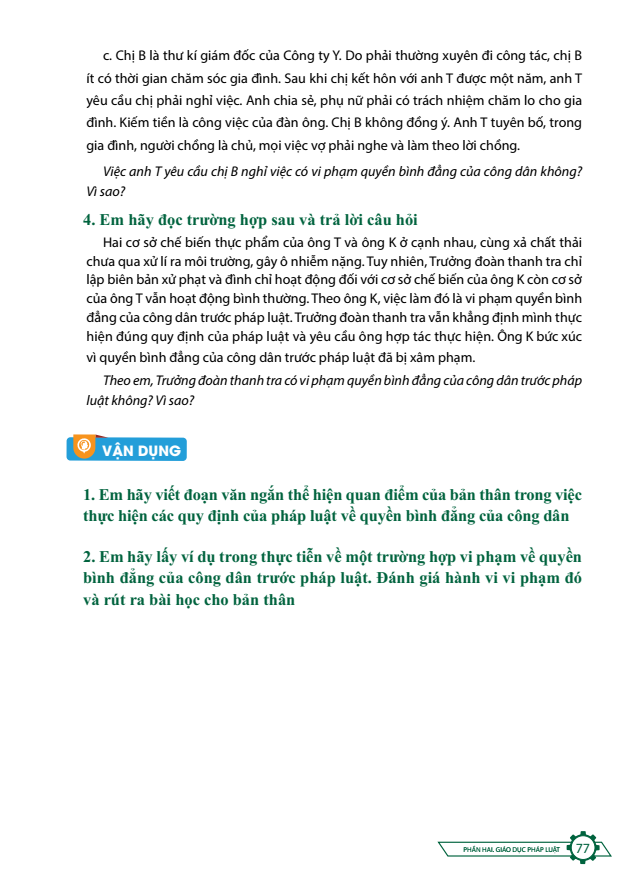 c. Chị B là thư kí giám đốc của Công ty Y. Do phải thường xuyên đi công tác, chị B
ít có thời gian chăm sóc gia đình. Sau khi chị kết hôn với anh T được một năm, anh T
yêu cầu chị phải nghỉ việc. Anh chia sẻ, phụ nữ phải có trách nhiệm chăm lo cho gia
đình. Kiếm tiền là công việc của đàn ông. Chị B không đồng ý. Anh T tuyên bố, trong
gia đình, người chồng là chủ, mọi việc vợ phải nghe và làm theo lời chồng.
Việc anh T yêu cầu chị B nghỉ việc có vi phạm quyền bình đẳng của công dân không?
Vì sao?
4. Em hãy đọc trường hợp sau và trả lời câu hỏi
Hai cơ sở chế biến thực phẩm của ông T và ông K ở cạnh nhau, cùng xả chất thải
chưa qua xử lí ra môi trường, gây ô nhiễm nặng. Tuy nhiên, Trưởng đoàn thanh tra chỉ
lập biên bản xử phạt và đình chỉ hoạt động đối với cơ sở chế biến của ông K còn cơ sở
của ông T vẫn hoạt động bình thường. Theo ông K, việc làm đó là vi phạm quyền bình
đẳng của công dân trước pháp luật. Trưởng đoàn thanh tra vẫn khẳng định mình thực
hiện đúng quy định của pháp luật và yêu cầu ông hợp tác thực hiện. Ông K bức xúc
vì quyền bình đẳng của công dân trước pháp luật đã bị xâm phạm.
Theo em, Trưởng đoàn thanh tra có vi phạm quyền bình đẳng của công dân trước pháp
luật không? Vì sao?
VẬN DỤNG
1. Em hãy viết đoạn văn ngắn thể hiện quan điểm của bản thân trong việc
thực hiện các quy định của pháp luật về quyền bình đẳng của công dân
2. Em hãy lấy ví dụ trong thực tiễn về một trường hợp vi phạm về quyền
bình đẳng của công dân trước pháp luật. Đánh giá hành vi vi phạm đó
và rút ra bài học cho bản thân
PHẦN HAI. GIÁO DỤC PHÁP LUẬT 77